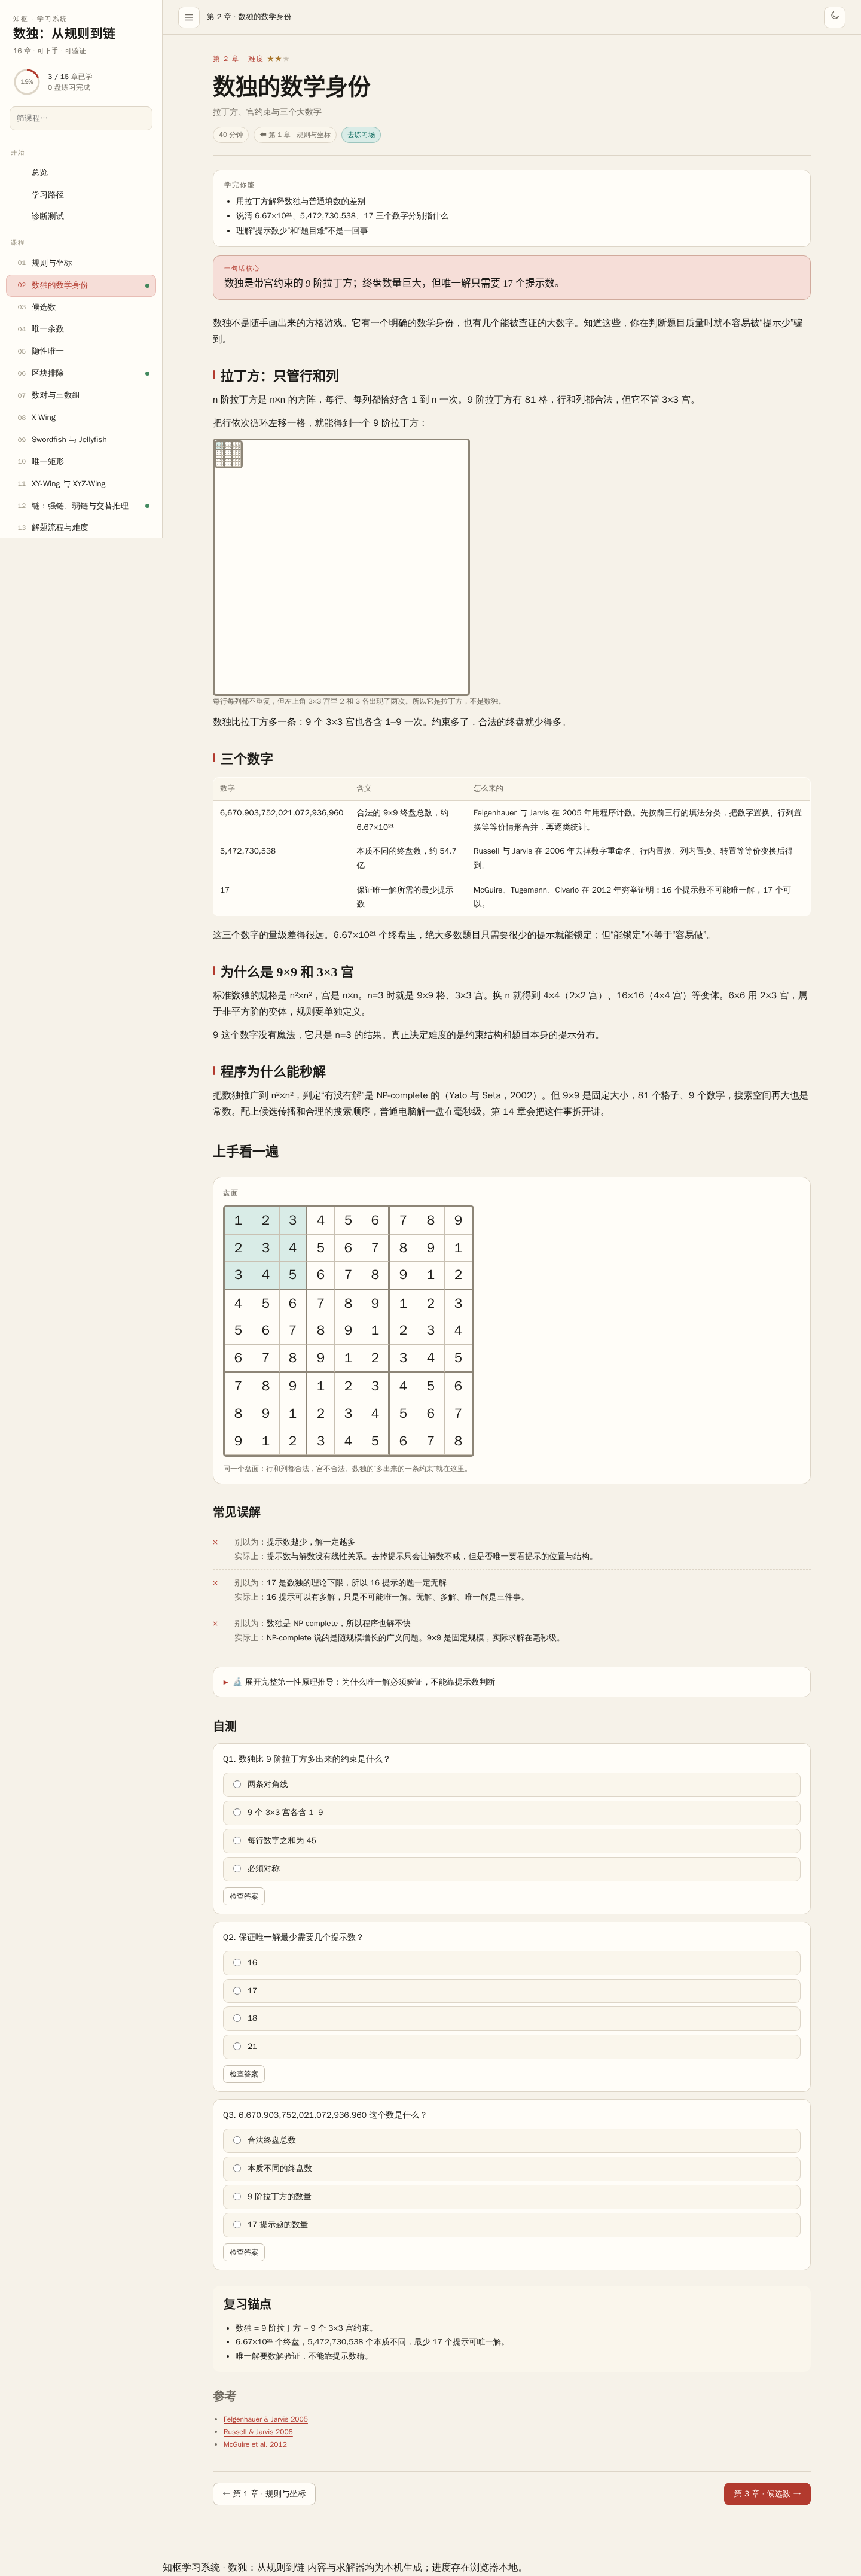 知枢 · 学习系统
数独：从规则到链
16 章 · 可下手 · 可验证
19%
3 / 16 章已学
0 盘练习完成
筛课程…
开始
总览
学习路径
诊断测试
课程
01 规则与坐标
02 数独的数学身份
03 候选数
04 唯一余数
05 隐性唯一
06 区块排除
07 数对与三数组
08 X-Wing
09 Swordfish 与 Jellyfish
10 唯一矩形
11 XY-Wing 与 XYZ-Wing
12 链：强链、弱链与交替推理
13 解题流程与难度
第 2 章 · 数独的数学身份
第 2 章 · 难度 ★★★
数独的数学身份
拉丁方、宫约束与三个大数字
40 分钟
⬅ 第 1 章 · 规则与坐标
去练习场
学完你能
• 用拉丁方解释数独与普通填数的差别
• 说清 6.67×10²¹、5,472,730,538、17 三个数字分别指什么
• 理解“提示数少”和“题目难”不是一回事
一句话核心
数独是带宫约束的 9 阶拉丁方；终盘数量巨大，但唯一解只需要 17 个提示数。
数独不是随手画出来的方格游戏。它有一个明确的数学身份，也有几个能被查证的大数字。知道这些，你在判断题目质量时就不容易被“提示少”骗
到。
拉丁方：只管行和列
n 阶拉丁方是 n×n 的方阵，每行、每列都恰好含 1 到 n 一次。9 阶拉丁方有 81 格，行和列都合法，但它不管 3×3 宫。
把行依次循环左移一格，就能得到一个 9 阶拉丁方：
每行每列都不重复，但左上角 3×3 宫里 2 和 3 各出现了两次。所以它是拉丁方，不是数独。
数独比拉丁方多一条：9 个 3×3 宫也各含 1–9 一次。约束多了，合法的终盘就少得多。
三个数字
数字 含义 怎么来的
6,670,903,752,021,072,936,960 合法的 9×9 终盘总数，约 Felgenhauer 与 Jarvis 在 2005 年用程序计数。先按前三行的填法分类，把数字置换、行列置
6.67×10²¹ 换等等价情形合并，再逐类统计。
5,472,730,538 本质不同的终盘数，约 54.7 Russell 与 Jarvis 在 2006 年去掉数字重命名、行内置换、列内置换、转置等等价变换后得
亿 到。
17 保证唯一解所需的最少提示 McGuire、Tugemann、Civario 在 2012 年穷举证明：16 个提示数不可能唯一解，17 个可
数 以。
这三个数字的量级差得很远。6.67×10²¹ 个终盘里，绝大多数题目只需要很少的提示就能锁定；但“能锁定”不等于“容易做”。
为什么是 9×9 和 3×3 宫
标准数独的规格是 n²×n²，宫是 n×n。n=3 时就是 9×9 格、3×3 宫。换 n 就得到 4×4（2×2 宫）、16×16（4×4 宫）等变体。6×6 用 2×3 宫，属
于非平方阶的变体，规则要单独定义。
9 这个数字没有魔法，它只是 n=3 的结果。真正决定难度的是约束结构和题目本身的提示分布。
程序为什么能秒解
把数独推广到 n²×n²，判定“有没有解”是 NP-complete 的（Yato 与 Seta，2002）。但 9×9 是固定大小，81 个格子、9 个数字，搜索空间再大也是
常数。配上候选传播和合理的搜索顺序，普通电脑解一盘在毫秒级。第 14 章会把这件事拆开讲。
上手看一遍
盘面
1 2 3 4 5 6 7 8 9
2 3 4 5 6 7 8 9 1
3 4 5 6 7 8 9 1 2
4 5 6 7 8 9 1 2 3
5 6 7 8 9 1 2 3 4
6 7 8 9 1 2 3 4 5
7 8 9 1 2 3 4 5 6
8 9 1 2 3 4 5 6 7
9 1 2 3 4 5 6 7 8
同一个盘面：行和列都合法，宫不合法。数独的“多出来的一条约束”就在这里。
常见误解
× 别以为：提示数越少，解一定越多
实际上：提示数与解数没有线性关系。去掉提示只会让解数不减，但是否唯一要看提示的位置与结构。
× 别以为：17 是数独的理论下限，所以 16 提示的题一定无解
实际上：16 提示可以有多解，只是不可能唯一解。无解、多解、唯一解是三件事。
× 别以为：数独是 NP-complete，所以程序也解不快
实际上：NP-complete 说的是随规模增长的广义问题。9×9 是固定规模，实际求解在毫秒级。
▸ 🔬 展开完整第一性原理推导：为什么唯一解必须验证，不能靠提示数判断
自测
Q1. 数独比 9 阶拉丁方多出来的约束是什么？
两条对角线
9 个 3×3 宫各含 1–9
每行数字之和为 45
必须对称
检查答案
Q2. 保证唯一解最少需要几个提示数？
16
17
18
21
检查答案
Q3. 6,670,903,752,021,072,936,960 这个数是什么？
合法终盘总数
本质不同的终盘数
9 阶拉丁方的数量
17 提示题的数量
检查答案
复习锚点
• 数独 = 9 阶拉丁方 + 9 个 3×3 宫约束。
• 6.67×10²¹ 个终盘，5,472,730,538 个本质不同，最少 17 个提示可唯一解。
• 唯一解要数解验证，不能靠提示数猜。
参考
• Felgenhauer & Jarvis 2005
• Russell & Jarvis 2006
• McGuire et al. 2012
← 第 1 章 · 规则与坐标
第 3 章 · 候选数 →
知枢学习系统 · 数独：从规则到链 内容与求解器均为本机生成；进度存在浏览器本地。